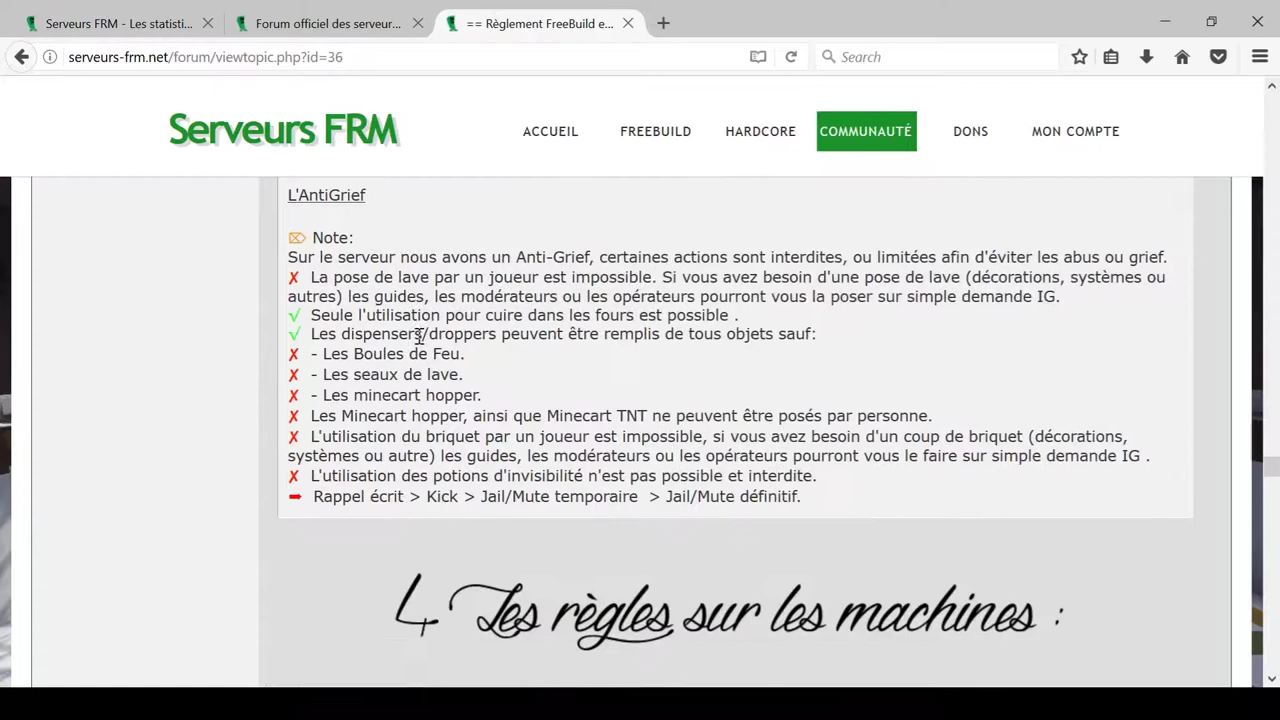 Serveurs FRM - Les statisti...
Forum officiel des serveur...
== Règlement FreeBuild e...
serveurs-frm.net/forum/viewtopic.php?id=36
Search
Serveurs FRM
ACCUEIL
FREEBUILD
HARDCORE
COMMUNAUTÉ
DONS
MON COMPTE
L'AntiGrief
Note:
Sur le serveur nous avons un Anti-Grief, certaines actions sont interdites, ou limitées afin d'éviter les abus ou grief.
✗ La pose de lave par un joueur est impossible. Si vous avez besoin d'une pose de lave (décorations, systèmes ou
autres) les guides, les modérateurs ou les opérateurs pourront vous la poser sur simple demande IG.
√ Seule l'utilisation pour cuire dans les fours est possible .
√ Les dispensers/droppers peuvent être remplis de tous objets sauf:
✗ - Les Boules de Feu.
✗ - Les seaux de lave.
✗ - Les minecart hopper.
✗ Les Minecart hopper, ainsi que Minecart TNT ne peuvent être posés par personne.
✗ L'utilisation du briquet par un joueur est impossible, si vous avez besoin d'un coup de briquet (décorations,
systèmes ou autre) les guides, les modérateurs ou les opérateurs pourront vous le faire sur simple demande IG .
✗ L'utilisation des potions d'invisibilité n'est pas possible et interdite.
➡ Rappel écrit > Kick > Jail/Mute temporaire > Jail/Mute définitif.
4 Les règles sur les machines :